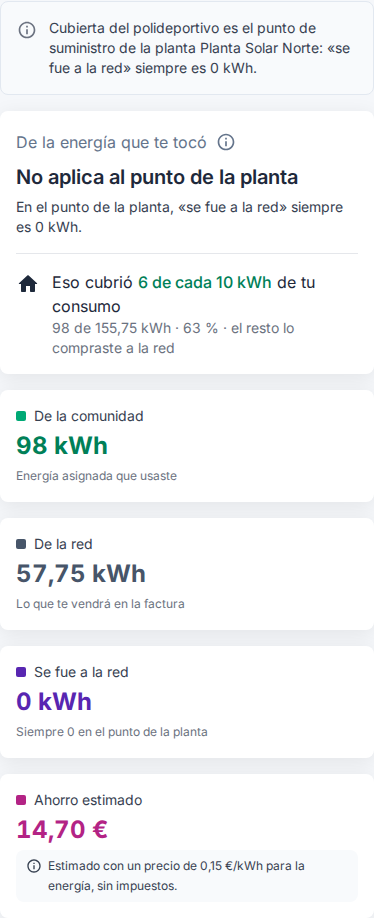 Cubierta del polideportivo es el punto de
suministro de la planta Planta Solar Norte: «se
fue a la red» siempre es 0 kWh.
De la energía que te tocó
No aplica al punto de la planta
En el punto de la planta, «se fue a la red» siempre
es 0 kWh.
Eso cubrió 6 de cada 10 kWh de tu
consumo
98 de 155,75 kWh · 63 % · el resto lo
compraste a la red
De la comunidad
98 kWh
Energía asignada que usaste
De la red
57,75 kWh
Lo que te vendrá en la factura
Se fue a la red
0 kWh
Siempre 0 en el punto de la planta
Ahorro estimado
14,70 €
Estimado con un precio de 0,15 €/kWh para la
energía, sin impuestos.